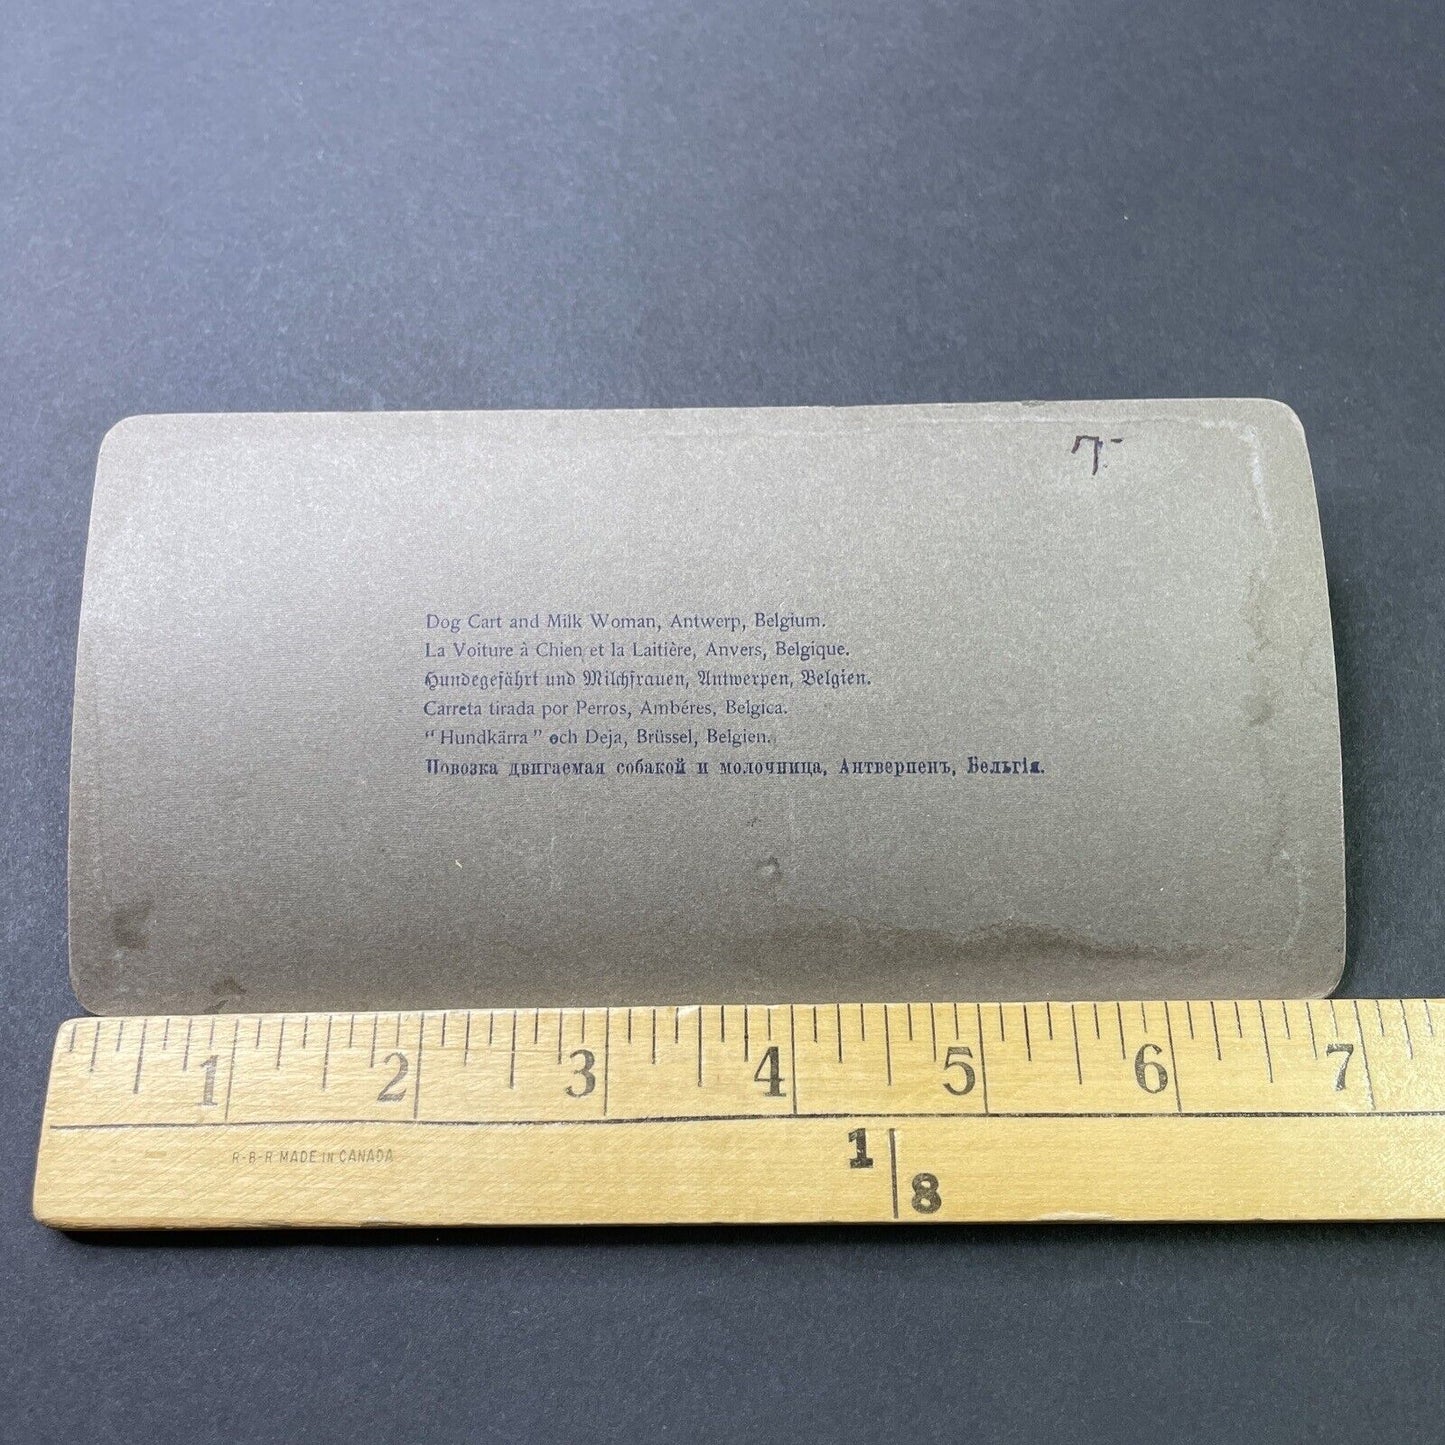 7.-
Dog Cart and Milk Woman, Antwerp, Belgium.
La Voiture à Chien et la Laitière, Anvers, Belgique.
Hundegefährt und Milchfrauen, Antwerpen, Belgien.
Carreta tirada por Perros, Ambéres, Belgica.
“Hundkärra” och Deja, Brüssel, Belgien.
Повозка двигаемая собакой и молочница, Антверпенъ, Бельгія.
1 2 3 4 5 6 7
R-B-R MADE IN CANADA
1
8